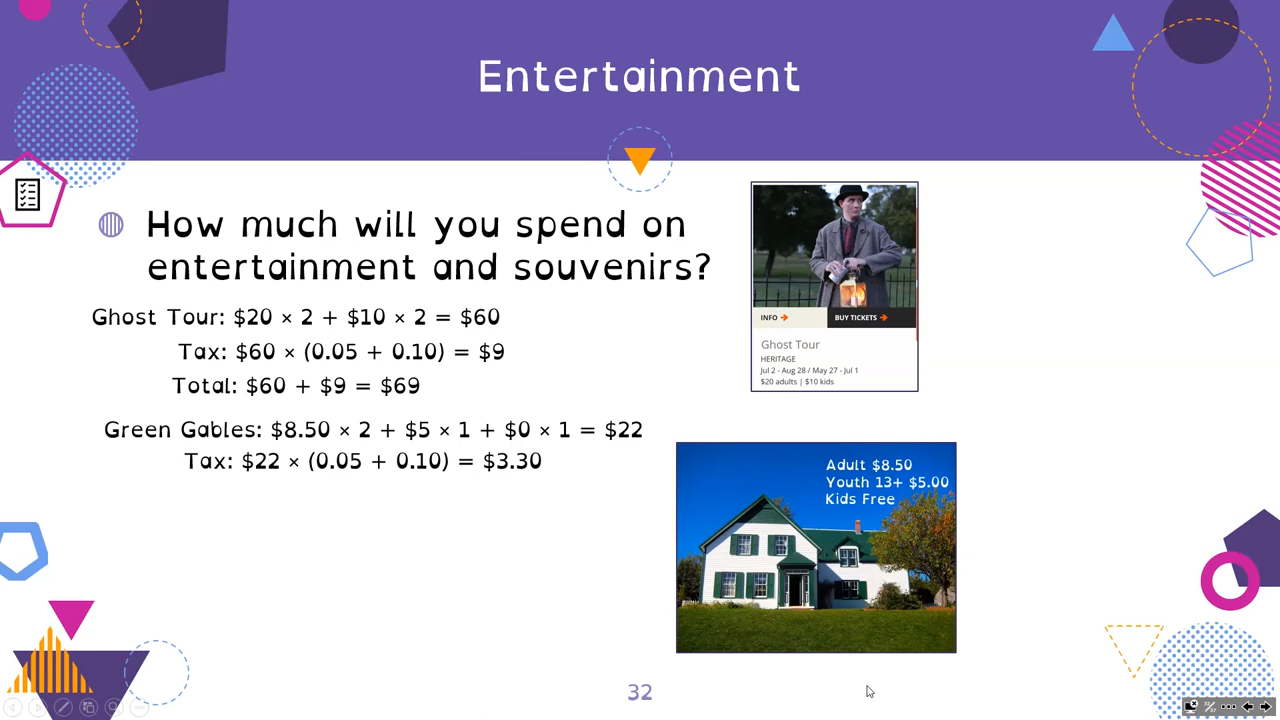 Entertainment
How much will you spend on
entertainment and souvenirs?
Ghost Tour: $20 × 2 + $10 × 2 = $60
Tax: $60 × (0.05 + 0.10) = $9
Total: $60 + $9 = $69
Green Gables: $8.50 × 2 + $5 × 1 + $0 × 1 = $22
Tax: $22 × (0.05 + 0.10) = $3.30
INFO → BUY TICKETS →
Ghost Tour
HERITAGE
Jul 2 - Aug 28 / May 27 - Jul 1
$20 adults | $10 kids
Adult $8.50
Youth 13+ $5.00
Kids Free
32